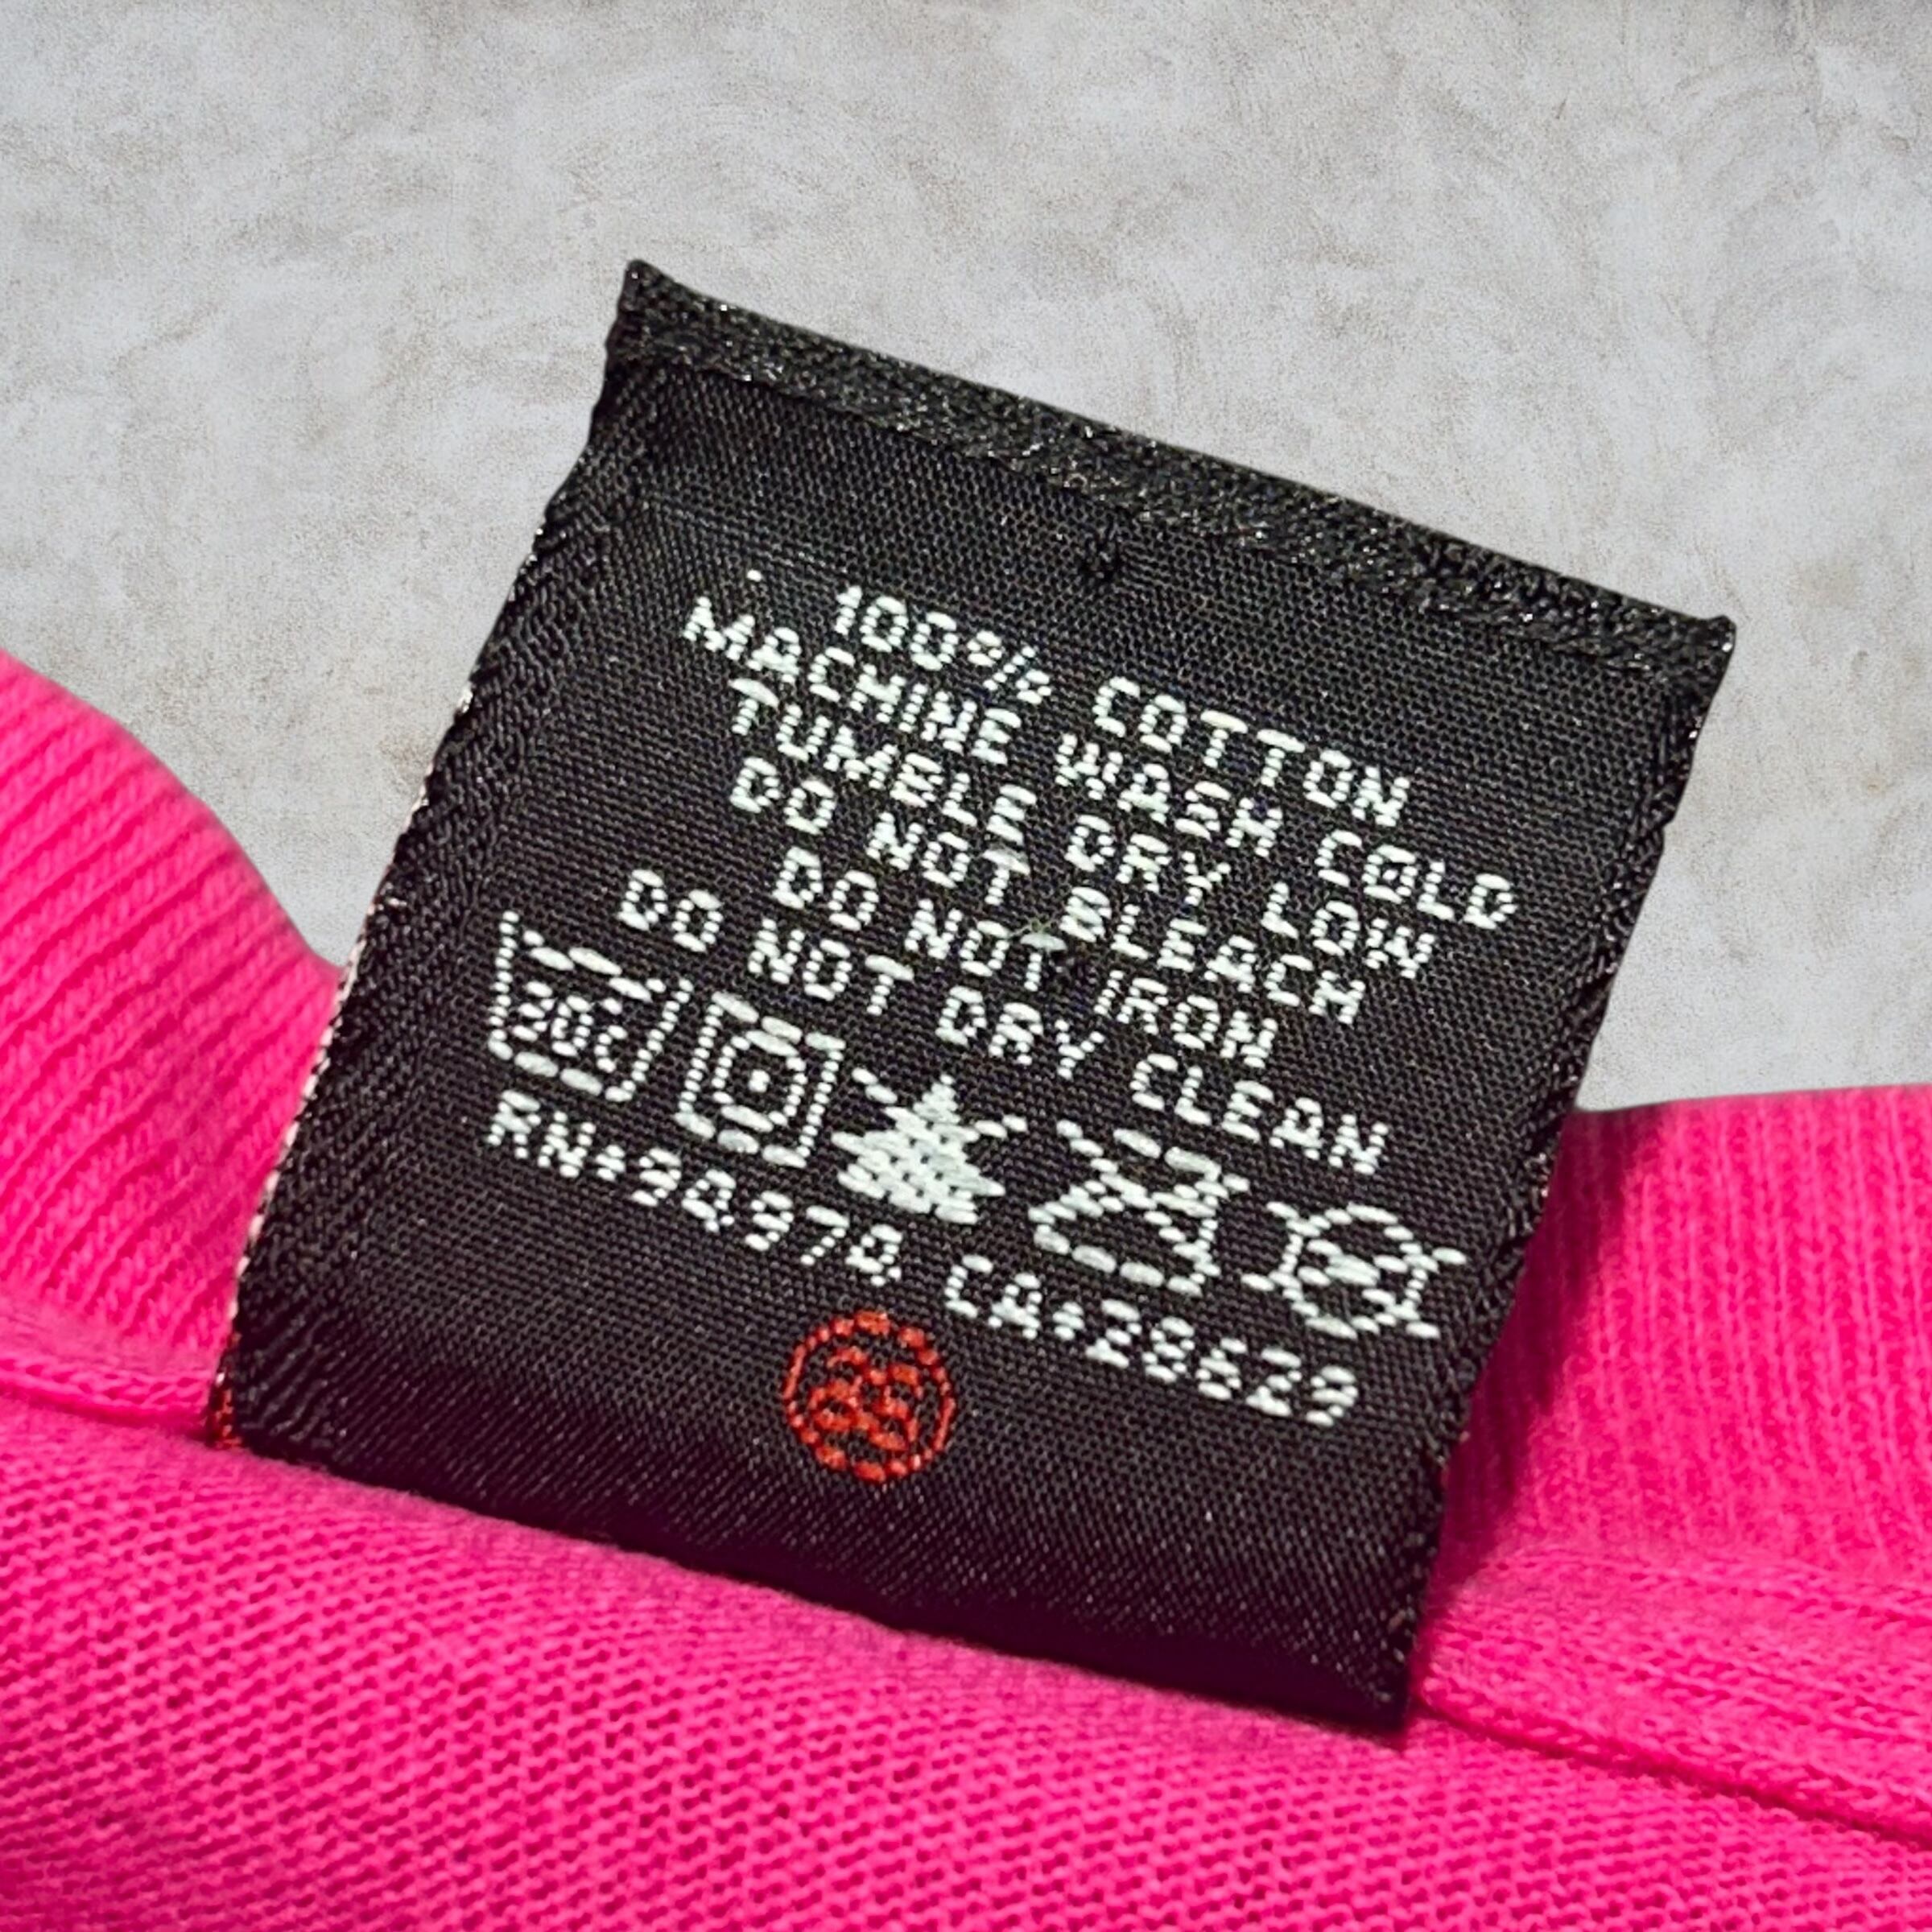 100% COTTON
MACHINE WASH COLD
TUMBLE DRY LOW
DO NOT BLEACH
DO NOT IRON
DO NOT DRY CLEAN
RN#94974 CA#28629